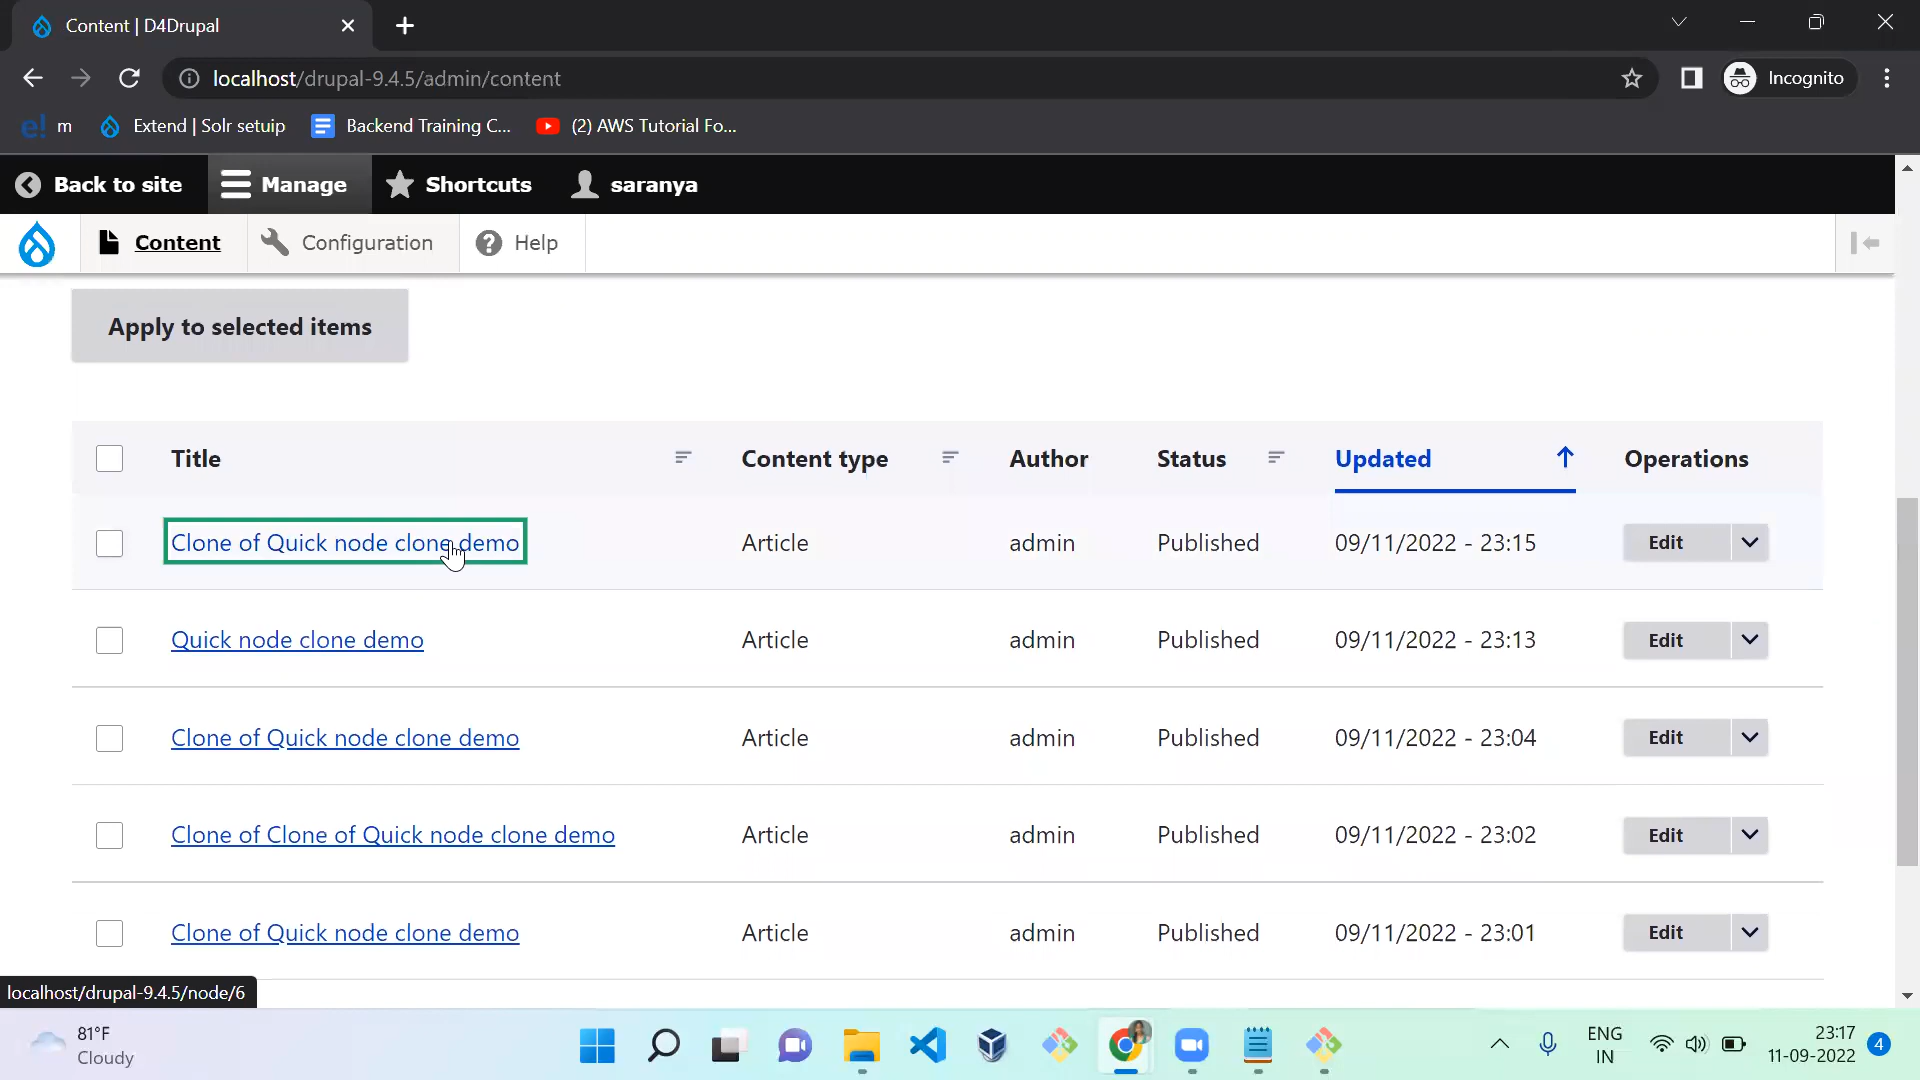 Content | D4Drupal
localhost/drupal-9.4.5/admin/content
Incognito
e! m
Extend | Solr setuip
Backend Training C...
(2) AWS Tutorial Fo...
Back to site
Manage
Shortcuts
saranya
Content
Configuration
Help
Apply to selected items
Title Content type Author Status Updated Operations
Clone of Quick node clone demo Article admin Published 09/11/2022 - 23:15 Edit
Quick node clone demo Article admin Published 09/11/2022 - 23:13 Edit
Clone of Quick node clone demo Article admin Published 09/11/2022 - 23:04 Edit
Clone of Clone of Quick node clone demo Article admin Published 09/11/2022 - 23:02 Edit
Clone of Quick node clone demo Article admin Published 09/11/2022 - 23:01 Edit
localhost/drupal-9.4.5/node/6
81°F
Cloudy
ENG
IN
23:17
11-09-2022
4